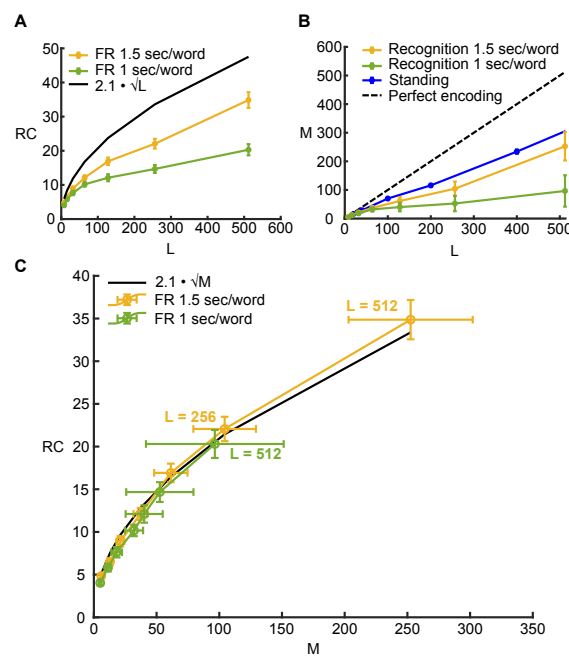 A
FR 1.5 sec/word
FR 1 sec/word
2.1 • √L
50
40
30
20
10
0
RC
0 100 200 300 400 500 600
L
B
Recognition 1.5 sec/word
Recognition 1 sec/word
Standing
Perfect encoding
600
500
400
300
200
100
0
M
0 100 200 300 400 500
L
C
2.1 • √M
FR 1.5 sec/word
FR 1 sec/word
40
35
30
25
20
15
10
5
0
RC
L = 512
L = 256
L = 512
0 50 100 150 200 250 300 350
M